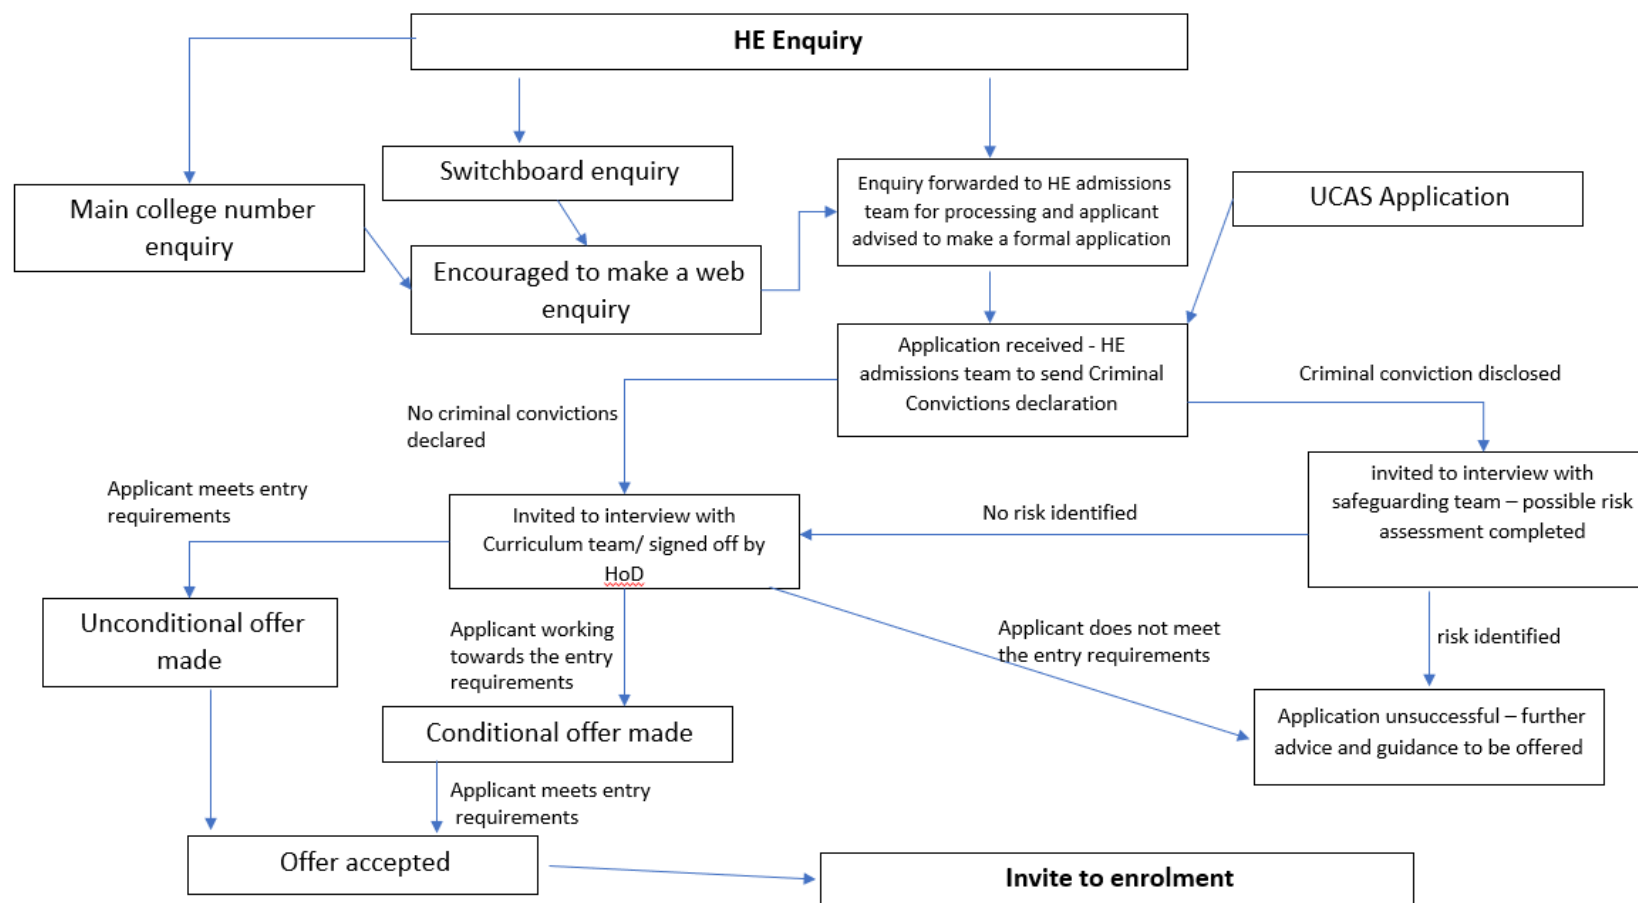 HE Enquiry
Switchboard enquiry
Main college number
enquiry
Encouraged to make a web
enquiry
Enquiry forwarded to HE admissions
team for processing and applicant
advised to make a formal application
UCAS Application
Application received - HE
admissions team to send Criminal
Convictions declaration
Criminal conviction disclosed
No criminal convictions
declared
invited to interview with
safeguarding team – possible risk
assessment completed
No risk identified
Applicant meets entry
requirements
Invited to interview with
Curriculum team/ signed off by
HoD
Unconditional offer
made
Applicant working
towards the entry
requirements
Applicant does not meet
the entry requirements
risk identified
Conditional offer made
Application unsuccessful – further
advice and guidance to be offered
Applicant meets entry
requirements
Offer accepted
Invite to enrolment